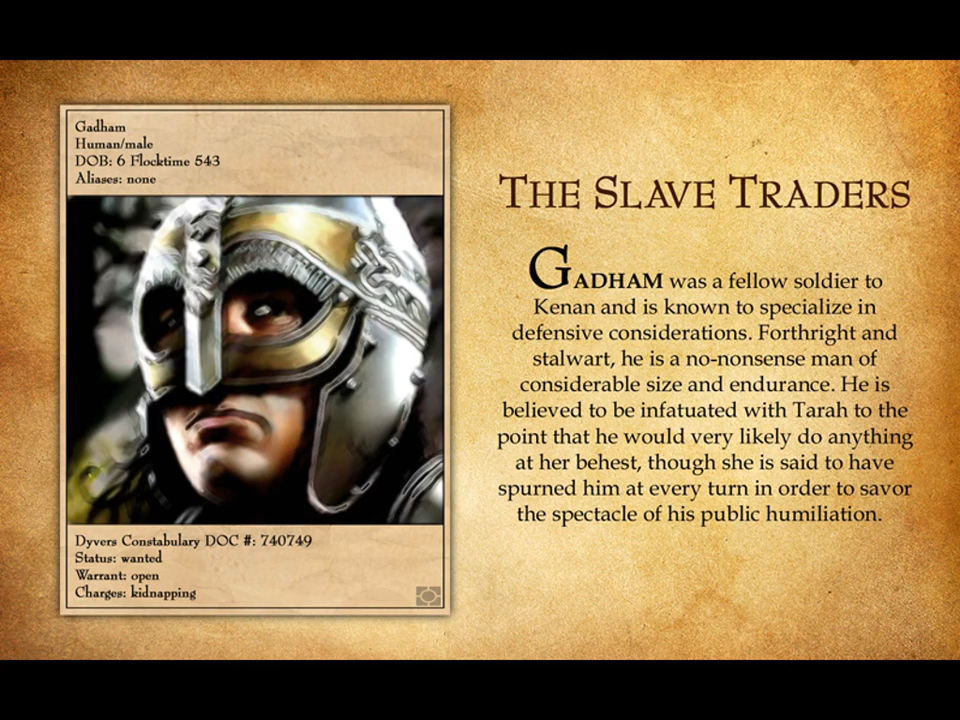 Gadham
Human/male
DOB: 6 Flocktime 543
Aliases: none
Dyvers Constabulary DOC #: 740749
Status: wanted
Warrant: open
Charges: kidnapping
The Slave Traders
Gadham was a fellow soldier to
Kenan and is known to specialize in
defensive considerations. Forthright and
stalwart, he is a no-nonsense man of
considerable size and endurance. He is
believed to be infatuated with Tarah to the
point that he would very likely do anything
at her behest, though she is said to have
spurned him at every turn in order to savor
the spectacle of his public humiliation.